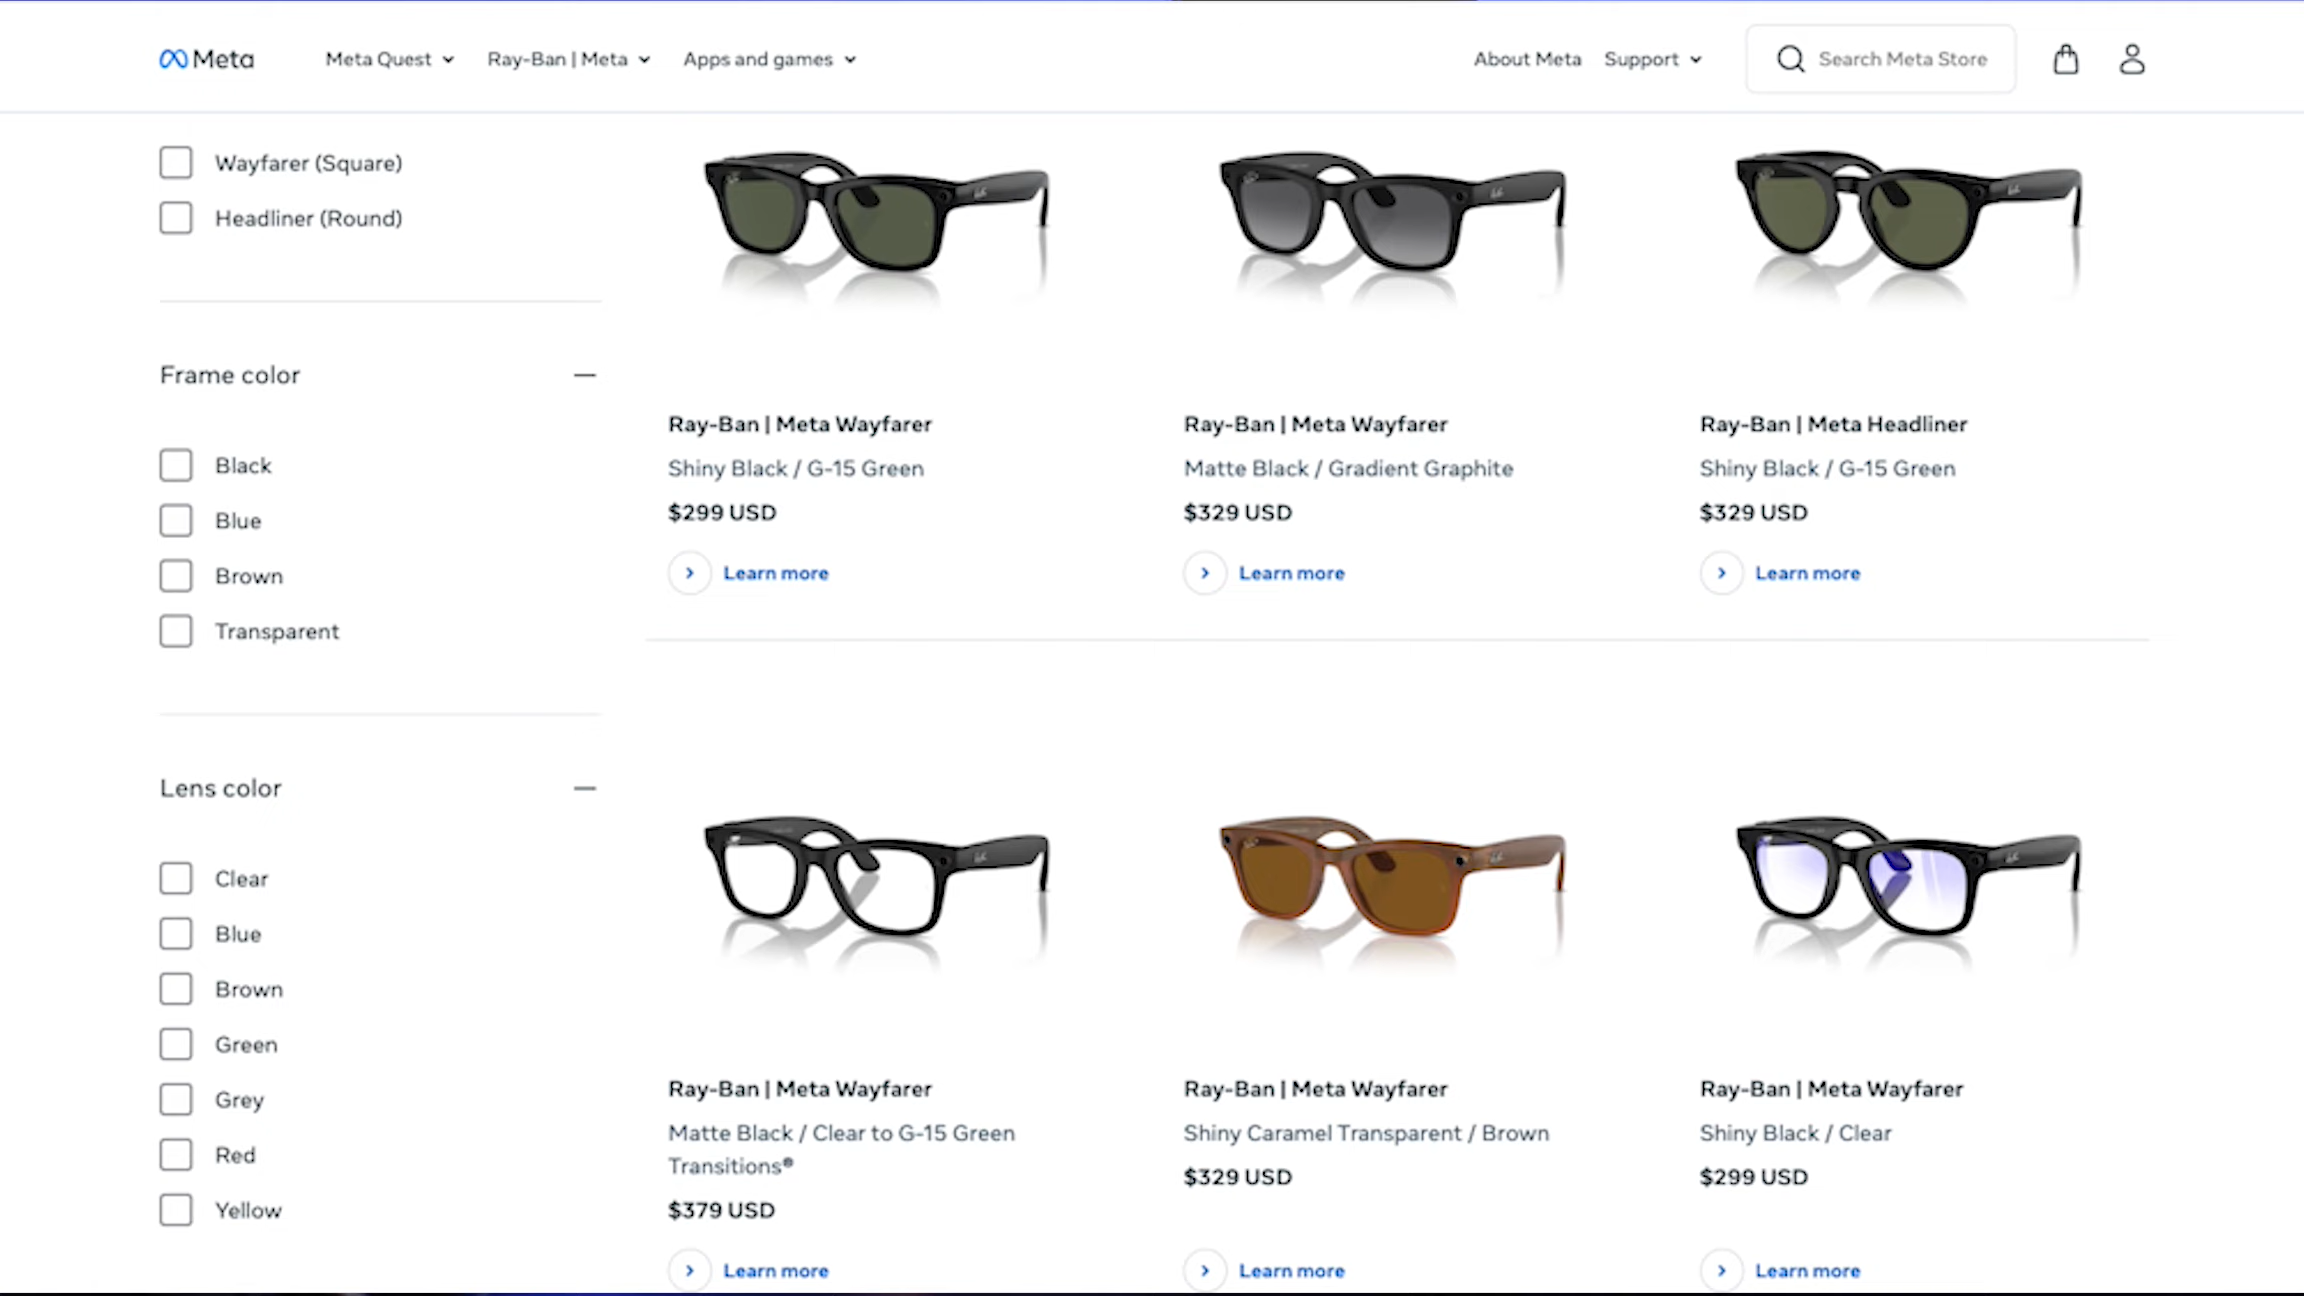 Meta
Meta Quest
Ray-Ban | Meta
Apps and games
About Meta
Support
Search Meta Store
Wayfarer (Square)
Headliner (Round)
Frame color
Black
Blue
Brown
Transparent
Lens color
Clear
Blue
Brown
Green
Grey
Red
Yellow
Ray-Ban | Meta Wayfarer
Shiny Black / G-15 Green
$299 USD
Learn more
Ray-Ban | Meta Wayfarer
Matte Black / Gradient Graphite
$329 USD
Learn more
Ray-Ban | Meta Headliner
Shiny Black / G-15 Green
$329 USD
Learn more
Ray-Ban | Meta Wayfarer
Matte Black / Clear to G-15 Green
Transitions®
$379 USD
Learn more
Ray-Ban | Meta Wayfarer
Shiny Caramel Transparent / Brown
$329 USD
Learn more
Ray-Ban | Meta Wayfarer
Shiny Black / Clear
$299 USD
Learn more